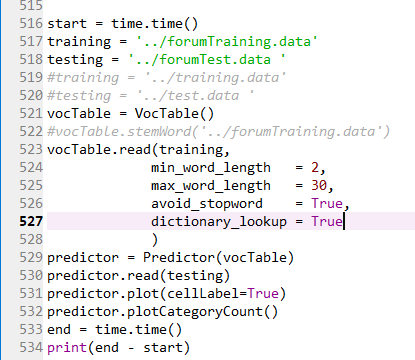 515
516 start = time.time()
517 training = '../forumTraining.data'
518 testing = '../forumTest.data '
519 #training = '../training.data'
520 #testing = '../test.data '
521 vocTable = VocTable()
522 #vocTable.stemWord('../forumTraining.data')
523 vocTable.read(training,
524               min_word_length   = 2,
525               max_word_length   = 30,
526               avoid_stopword    = True,
527               dictionary_lookup = True
528               )
529 predictor = Predictor(vocTable)
530 predictor.read(testing)
531 predictor.plot(cellLabel=True)
532 predictor.plotCategoryCount()
533 end = time.time()
534 print(end - start)